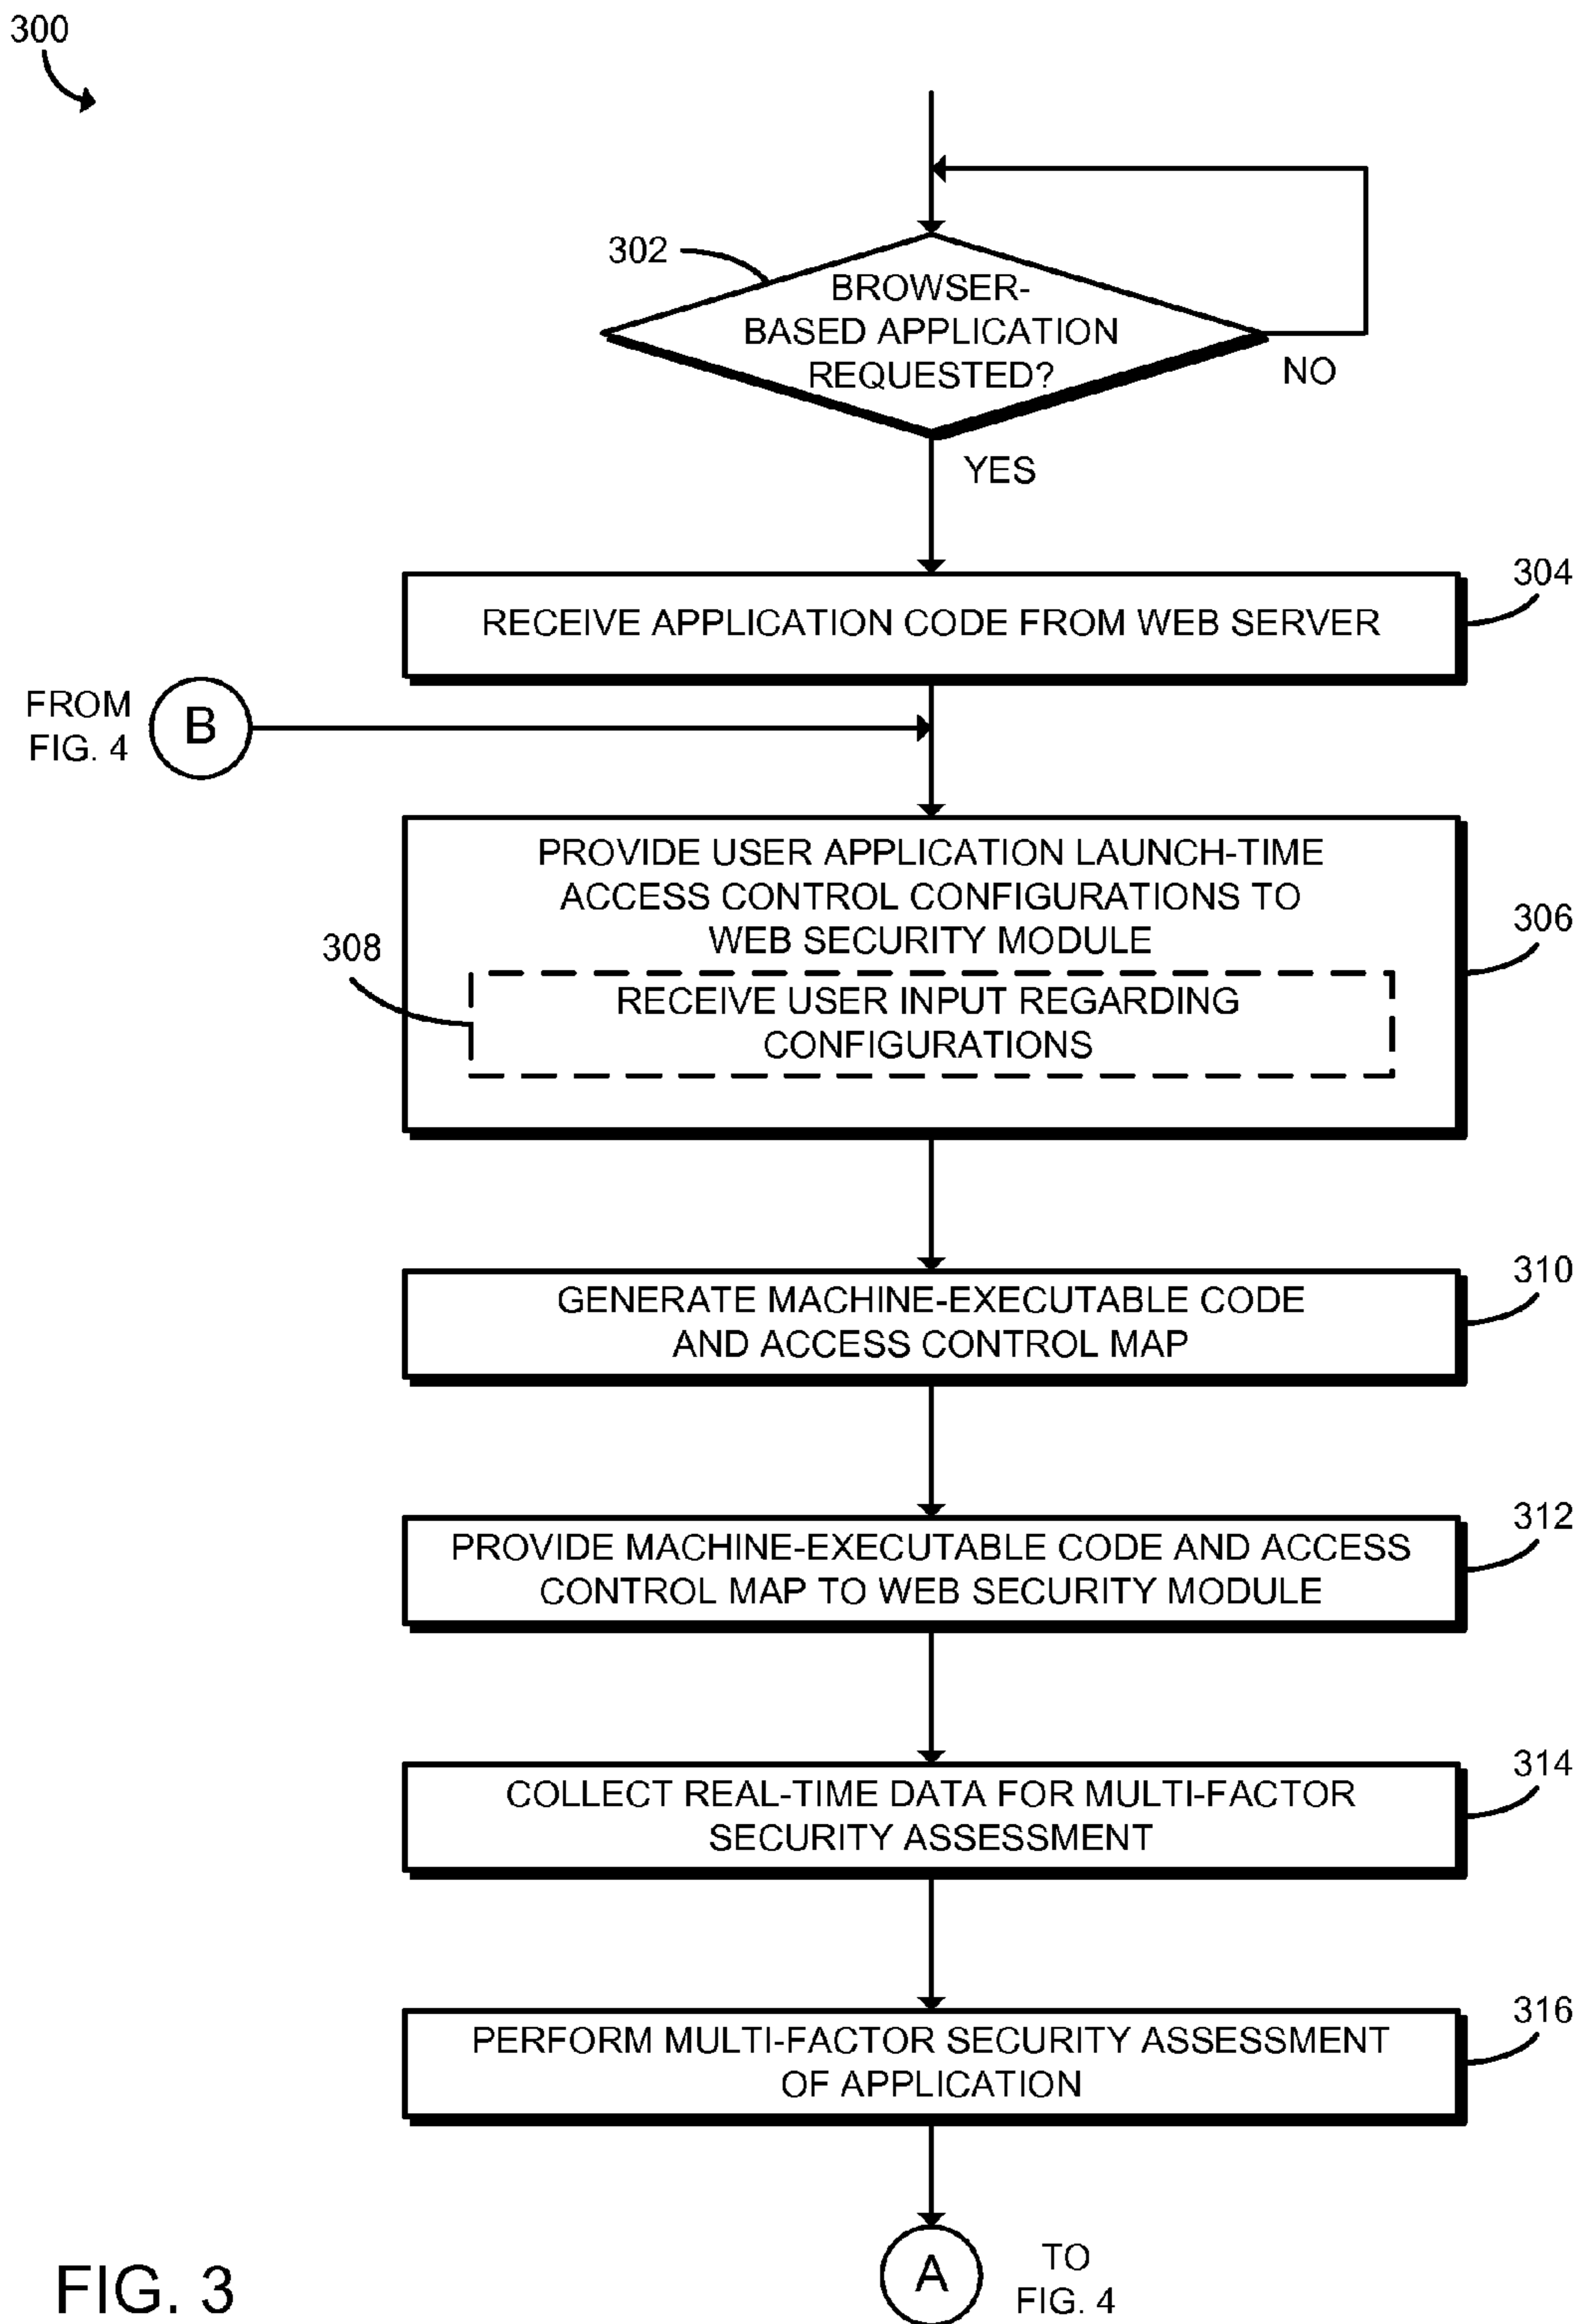 300
302
BROWSER-
BASED APPLICATION
REQUESTED?
NO
YES
304
RECEIVE APPLICATION CODE FROM WEB SERVER
FROM
FIG. 4
B
306
PROVIDE USER APPLICATION LAUNCH-TIME
ACCESS CONTROL CONFIGURATIONS TO
WEB SECURITY MODULE
308
RECEIVE USER INPUT REGARDING
CONFIGURATIONS
310
GENERATE MACHINE-EXECUTABLE CODE
AND ACCESS CONTROL MAP
312
PROVIDE MACHINE-EXECUTABLE CODE AND ACCESS
CONTROL MAP TO WEB SECURITY MODULE
314
COLLECT REAL-TIME DATA FOR MULTI-FACTOR
SECURITY ASSESSMENT
316
PERFORM MULTI-FACTOR SECURITY ASSESSMENT
OF APPLICATION
A
TO
FIG. 4
FIG. 3